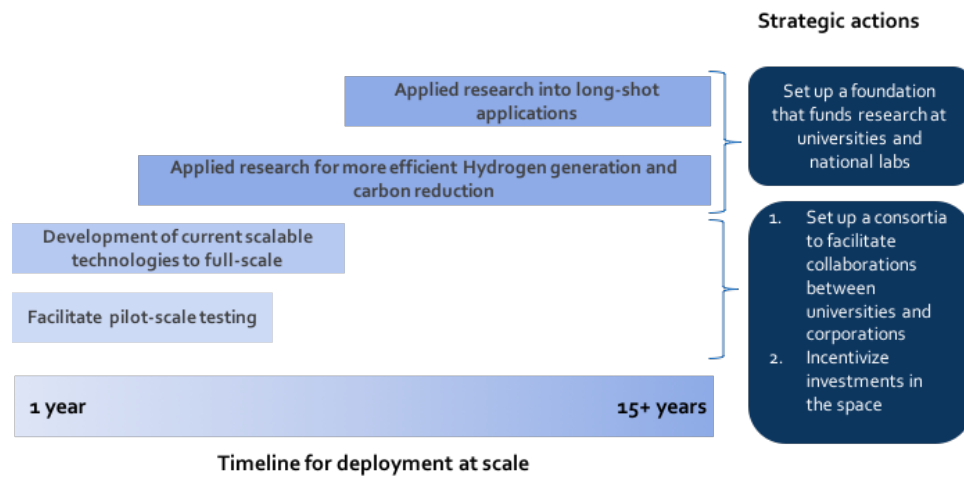 Strategic actions
Applied research into long-shot
applications
Set up a foundation
that funds research at
universities and
national labs
Applied research for more efficient Hydrogen generation and
carbon reduction
Development of current scalable
technologies to full-scale
Facilitate pilot-scale testing
1. Set up a consortia
to facilitate
collaborations
between
universities and
corporations
2. Incentivize
investments in
the space
1 year
15+ years
Timeline for deployment at scale